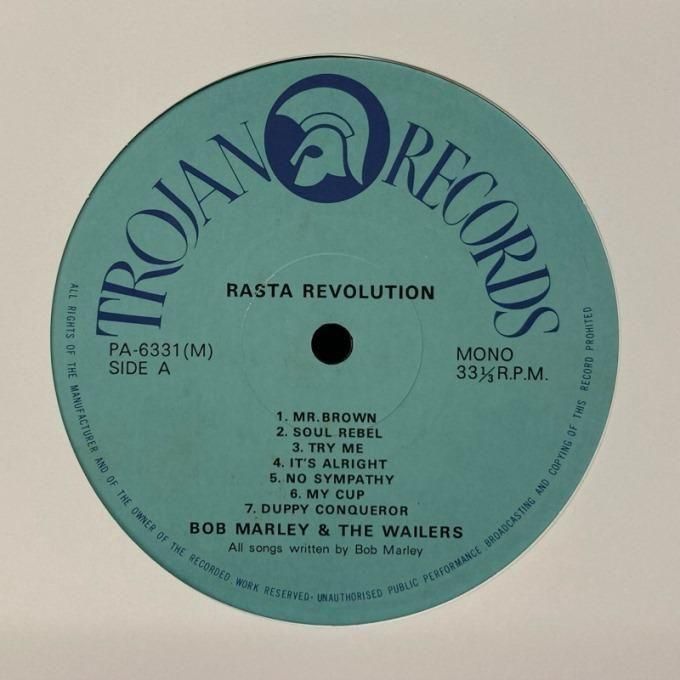 TROJAN RECORDS
RASTA REVOLUTION
PA-6331(M)
SIDE A
MONO
33⅓ R.P.M.
1. MR.BROWN
2. SOUL REBEL
3. TRY ME
4. IT'S ALRIGHT
5. NO SYMPATHY
6. MY CUP
7. DUPPY CONQUEROR
BOB MARLEY & THE WAILERS
All songs written by Bob Marley
ALL RIGHTS OF THE MANUFACTURER AND OF THE OWNER OF THE RECORDED WORK RESERVED· UNAUTHORISED PUBLIC PERFORMANCE BROADCASTING AND COPYING OF THIS RECORD PROHITED